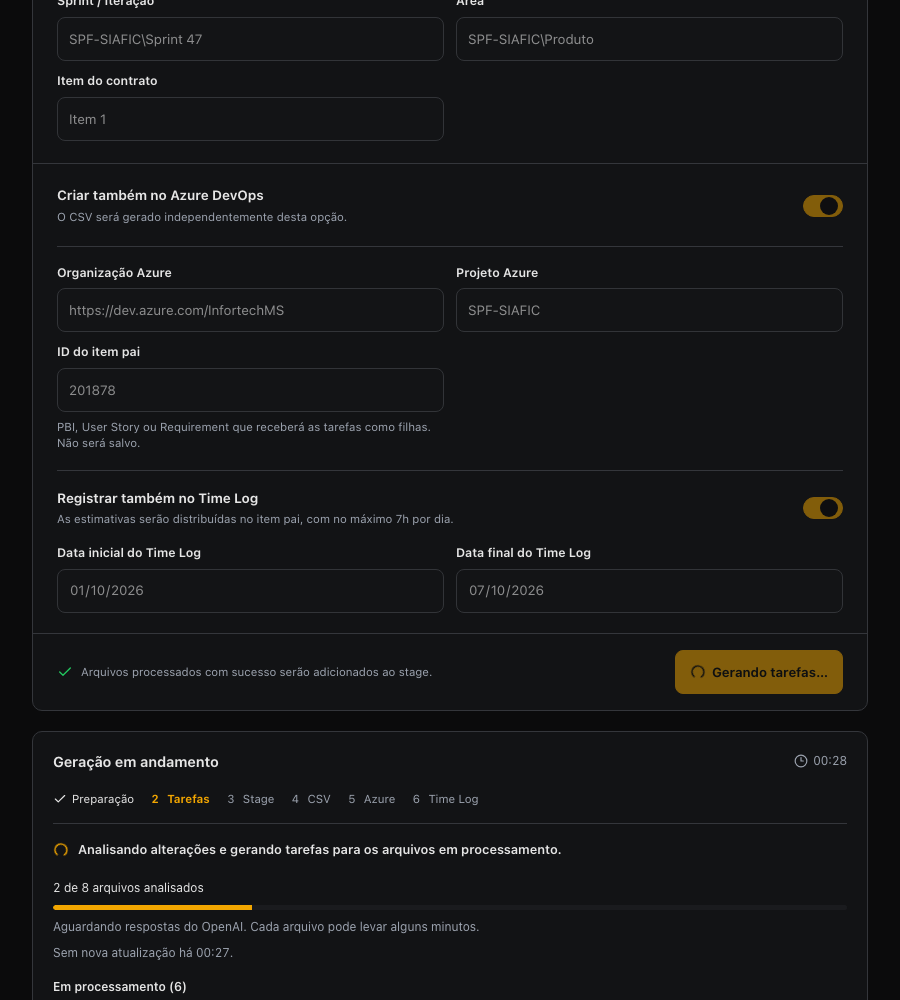 Sprint / Iteração
Área
SPF-SIAFIC\Sprint 47
SPF-SIAFIC\Produto
Item do contrato
Item 1
Criar também no Azure DevOps
O CSV será gerado independentemente desta opção.
Organização Azure
Projeto Azure
https://dev.azure.com/InfortechMS
SPF-SIAFIC
ID do item pai
201878
PBI, User Story ou Requirement que receberá as tarefas como filhas.
Não será salvo.
Registrar também no Time Log
As estimativas serão distribuídas no item pai, com no máximo 7h por dia.
Data inicial do Time Log
Data final do Time Log
01/10/2026
07/10/2026
Arquivos processados com sucesso serão adicionados ao stage.
Gerando tarefas...
Geração em andamento
00:28
Preparação 2 Tarefas 3 Stage 4 CSV 5 Azure 6 Time Log
Analisando alterações e gerando tarefas para os arquivos em processamento.
2 de 8 arquivos analisados
Aguardando respostas do OpenAI. Cada arquivo pode levar alguns minutos.
Sem nova atualização há 00:27.
Em processamento (6)